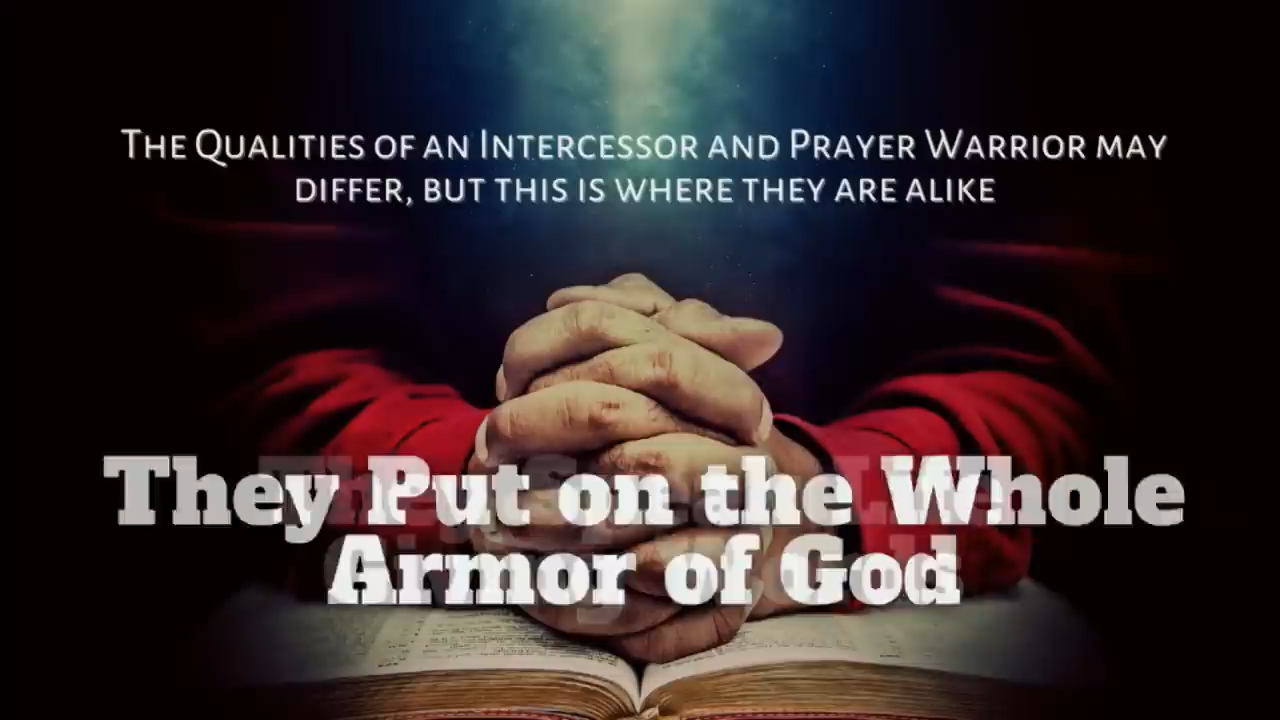 The Qualities of an Intercessor and Prayer Warrior may
differ, but this is where they are alike
They Put on the Whole
Armor of God